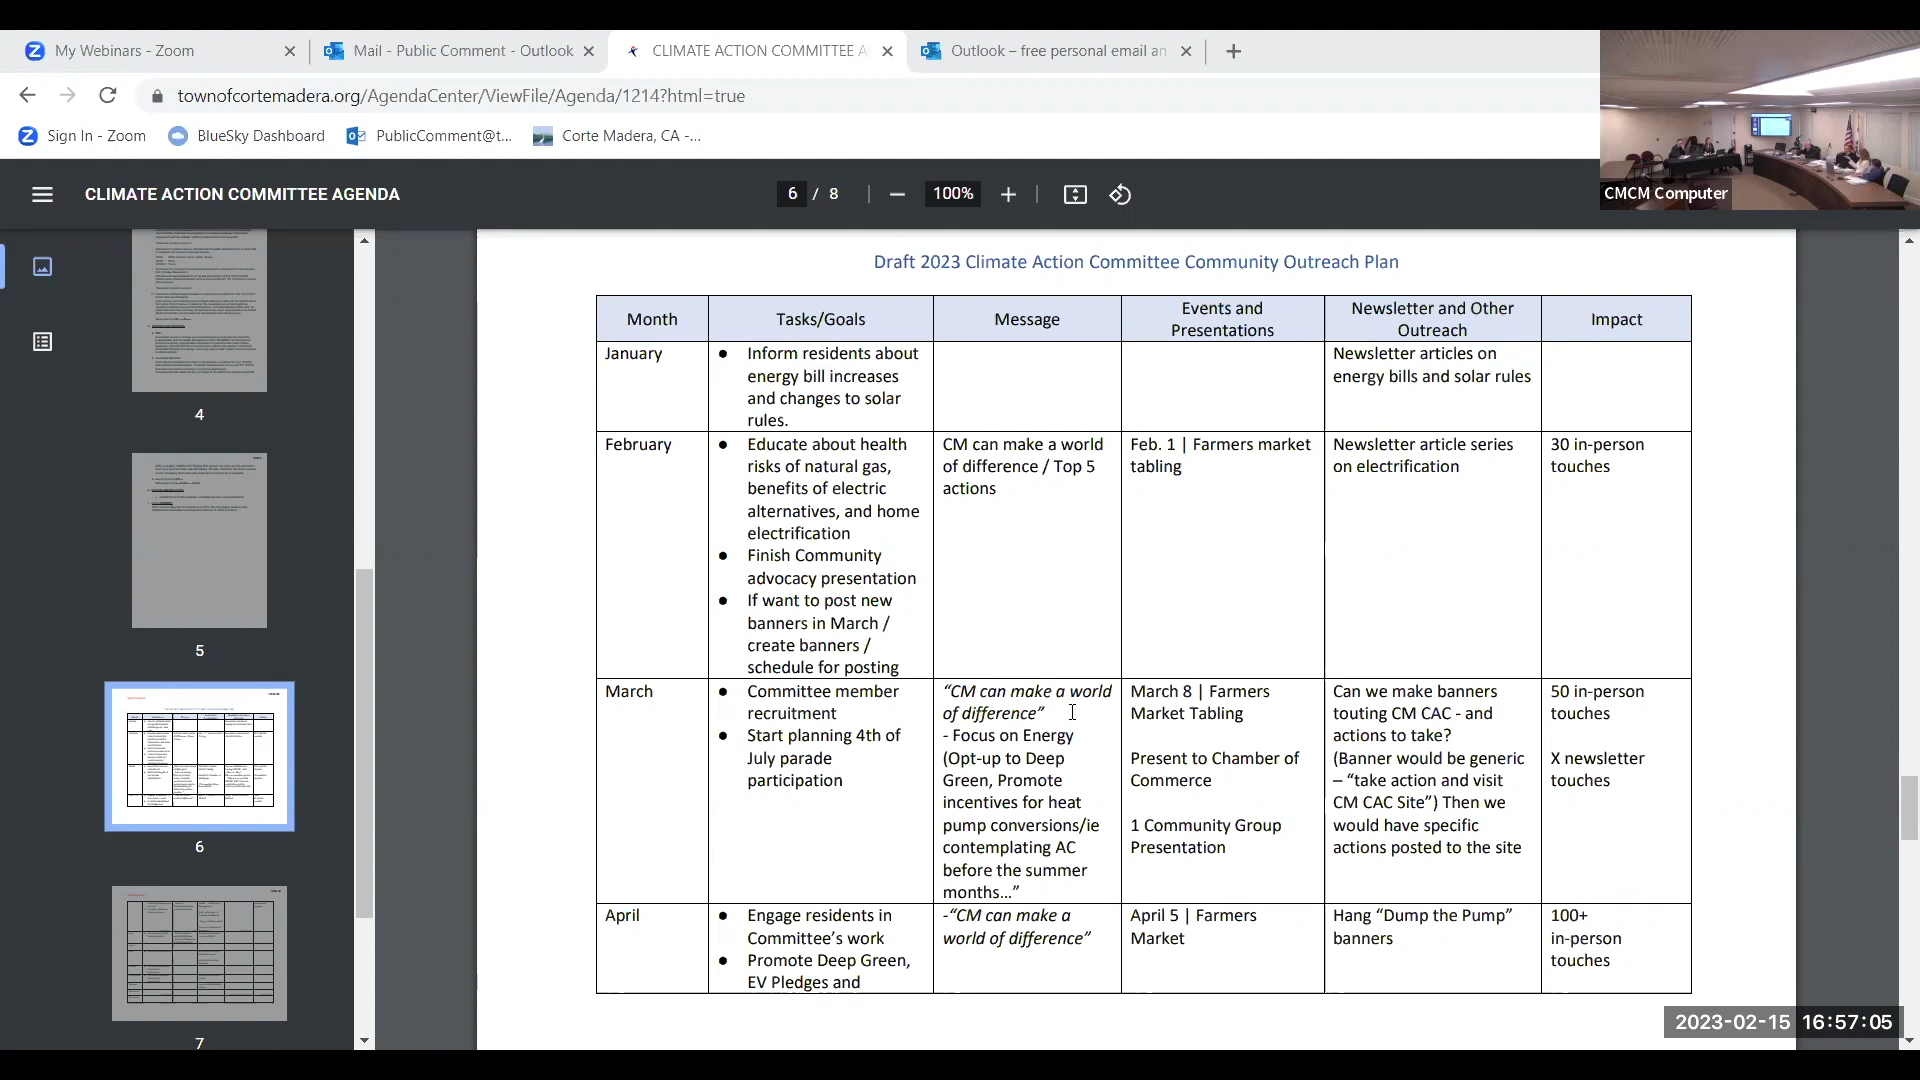 My Webinars - Zoom
Mail - Public Comment - Outlook
CLIMATE ACTION COMMITTEE A
Outlook – free personal email an
townofcortemadera.org/AgendaCenter/ViewFile/Agenda/1214?html=true
Sign In - Zoom
BlueSky Dashboard
PublicComment@t...
Corte Madera, CA -...
CMCM Computer
CLIMATE ACTION COMMITTEE AGENDA
6 / 8
100%
4
5
6
7
Draft 2023 Climate Action Committee Community Outreach Plan
Month
Tasks/Goals
Message
Events and
Presentations
Newsletter and Other
Outreach
Impact
January
● Inform residents about
energy bill increases
and changes to solar
rules.
Newsletter articles on
energy bills and solar rules
February
● Educate about health
risks of natural gas,
benefits of electric
alternatives, and home
electrification
● Finish Community
advocacy presentation
● If want to post new
banners in March /
create banners /
schedule for posting
CM can make a world
of difference / Top 5
actions
Feb. 1 | Farmers market
tabling
Newsletter article series
on electrification
30 in-person
touches
March
● Committee member
recruitment
● Start planning 4th of
July parade
participation
“CM can make a world
of difference”
- Focus on Energy
(Opt-up to Deep
Green, Promote
incentives for heat
pump conversions/ie
contemplating AC
before the summer
months…”
March 8 | Farmers
Market Tabling
Present to Chamber of
Commerce
1 Community Group
Presentation
Can we make banners
touting CM CAC - and
actions to take?
(Banner would be generic
– “take action and visit
CM CAC Site”) Then we
would have specific
actions posted to the site
50 in-person
touches
X newsletter
touches
April
● Engage residents in
Committee’s work
● Promote Deep Green,
EV Pledges and
-“CM can make a
world of difference”
April 5 | Farmers
Market
Hang “Dump the Pump”
banners
100+
in-person
touches
2023-02-15 16:57:05